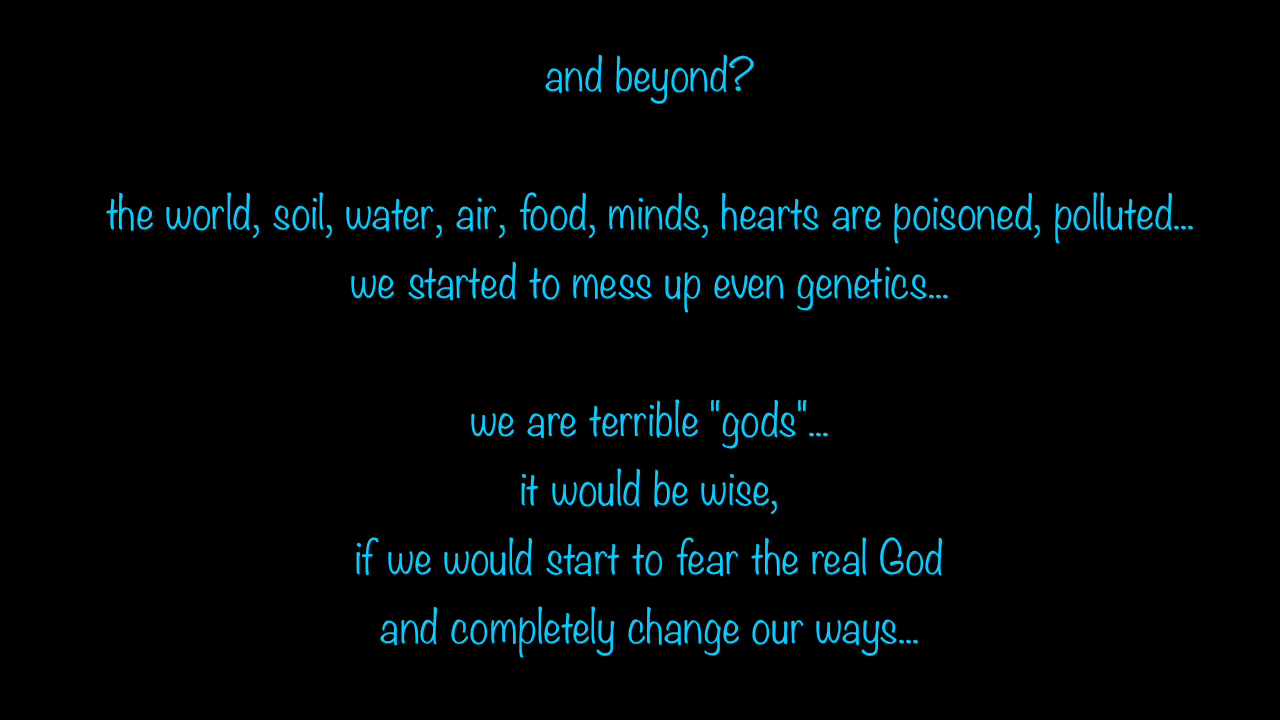 and beyond?
the world, soil, water, air, food, minds, hearts are poisoned, polluted...
we started to mess up even genetics...
we are terrible "gods"...
it would be wise,
if we would start to fear the real God
and completely change our ways...